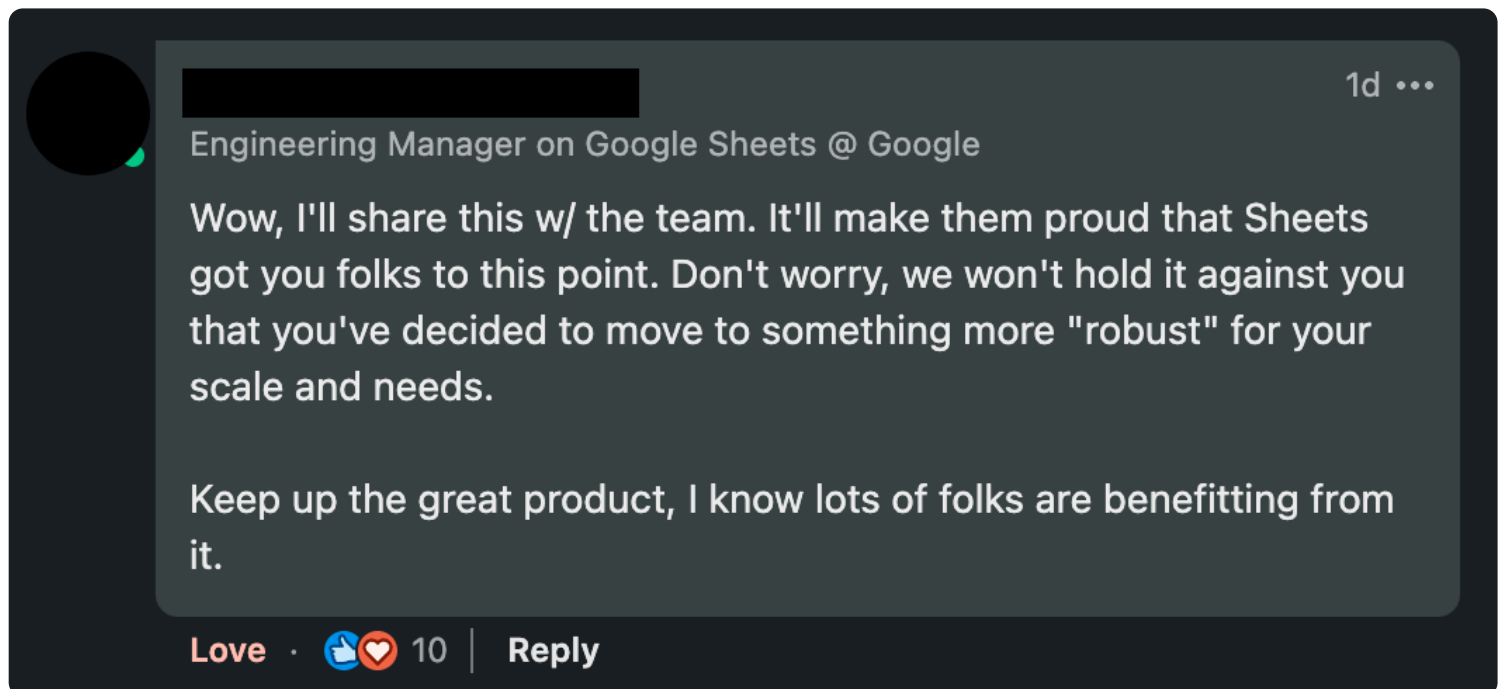 1d •••
Engineering Manager on Google Sheets @ Google
Wow, I'll share this w/ the team. It'll make them proud that Sheets
got you folks to this point. Don't worry, we won't hold it against you
that you've decided to move to something more "robust" for your
scale and needs.
Keep up the great product, I know lots of folks are benefitting from
it.
Love · 10 | Reply